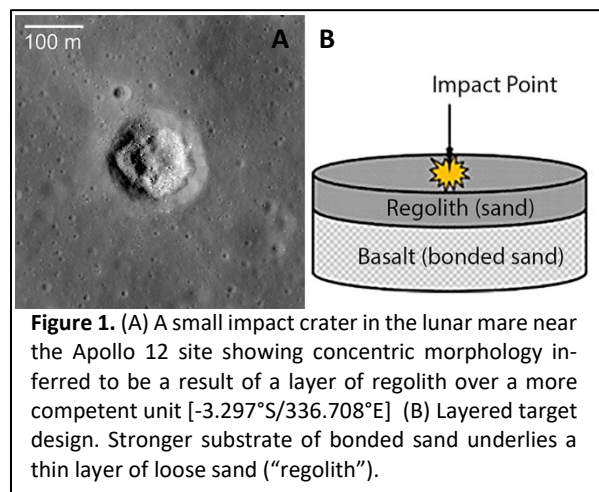 100 m
A
B
Impact Point
Regolith (sand)
Basalt (bonded sand)
Figure 1. (A) A small impact crater in the lunar mare near
the Apollo 12 site showing concentric morphology in-
ferred to be a result of a layer of regolith over a more
competent unit [-3.297°S/336.708°E]  (B) Layered target
design. Stronger substrate of bonded sand underlies a
thin layer of loose sand (“regolith”).